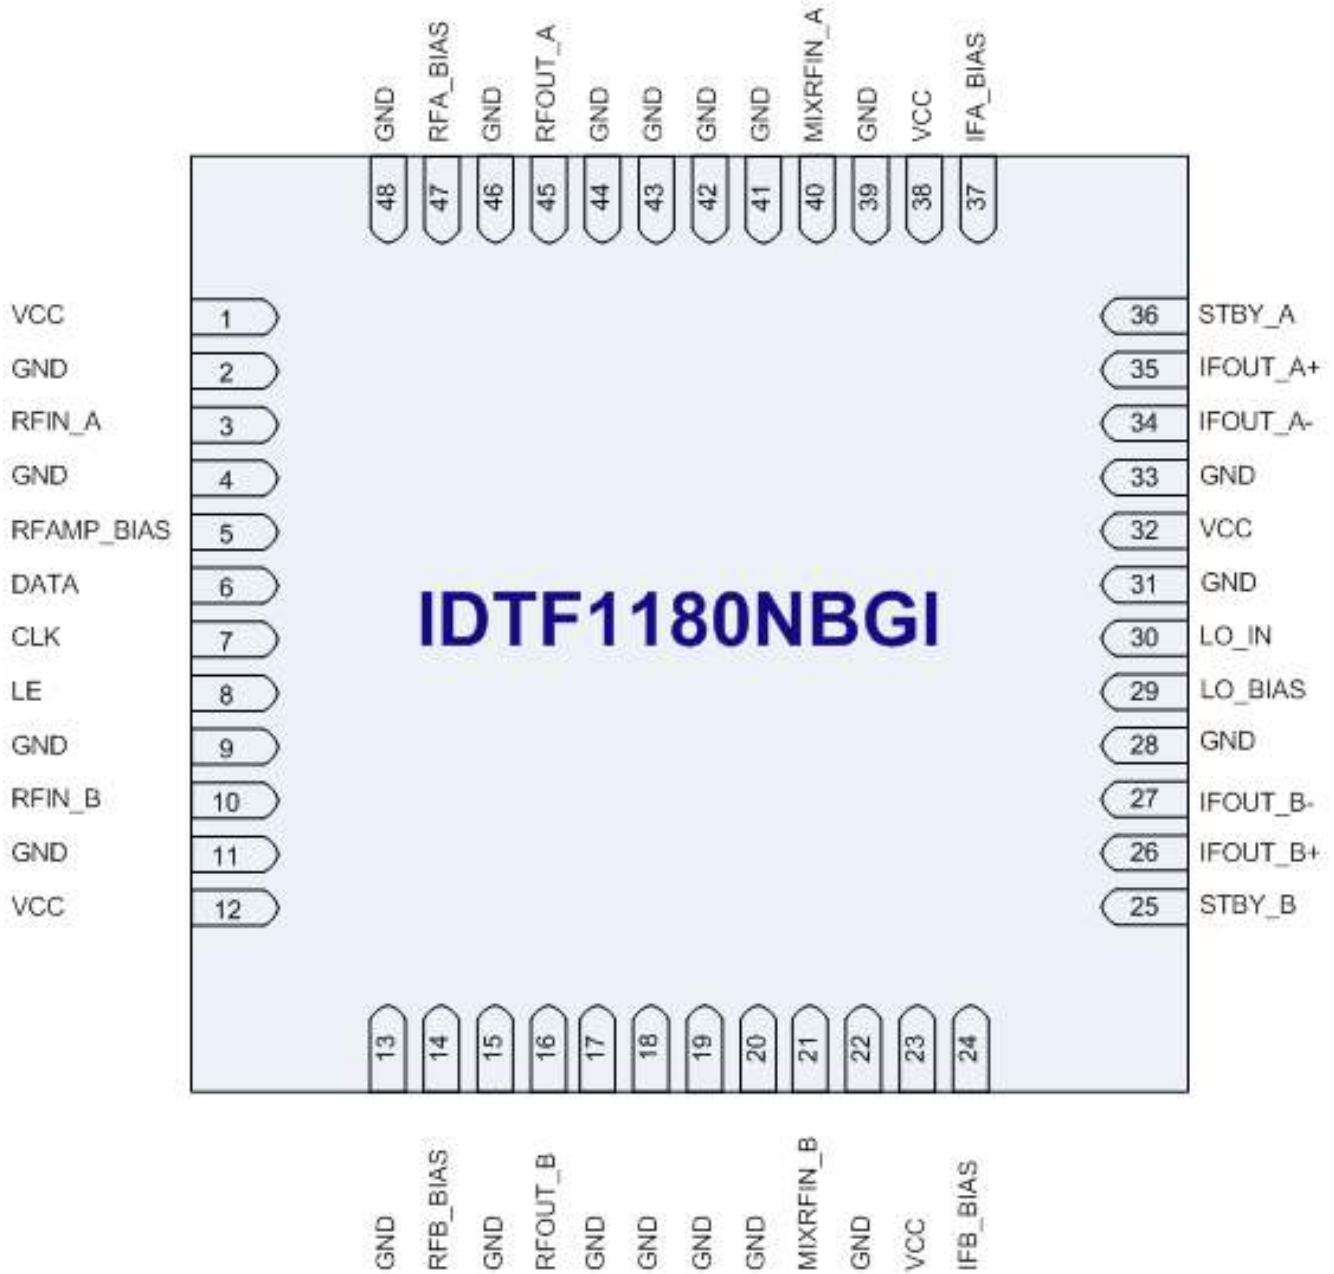 GND
RFA_BIAS
GND
RFOUT_A
GND
GND
GND
GND
MIXRFIN_A
GND
VCC
IFA_BIAS
48
47
46
45
44
43
42
41
40
39
38
37
VCC 1 36 STBY_A
GND 2 35 IFOUT_A+
RFIN_A 3 34 IFOUT_A-
GND 4 33 GND
RFAMP_BIAS 5 32 VCC
DATA 6 31 GND
IDTF1180NBGI
CLK 7 30 LO_IN
LE 8 29 LO_BIAS
GND 9 28 GND
RFIN_B 10 27 IFOUT_B-
GND 11 26 IFOUT_B+
VCC 12 25 STBY_B
13
14
15
16
17
18
19
20
21
22
23
24
GND
RFB_BIAS
GND
RFOUT_B
GND
GND
GND
GND
MIXRFIN_B
GND
VCC
IFB_BIAS